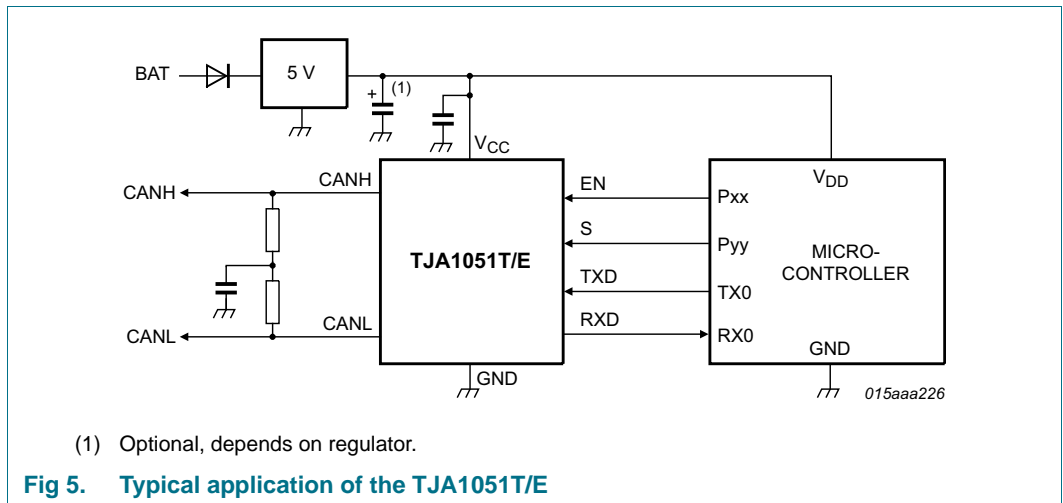 BAT
5 V
+
(1)
VCC
CANH
CANH
EN
Pxx
VDD
S
Pyy
TJA1051T/E
MICRO-
CONTROLLER
TXD
TX0
RXD
RX0
CANL
CANL
GND
GND
015aaa226
(1) Optional, depends on regulator.
Fig 5. Typical application of the TJA1051T/E